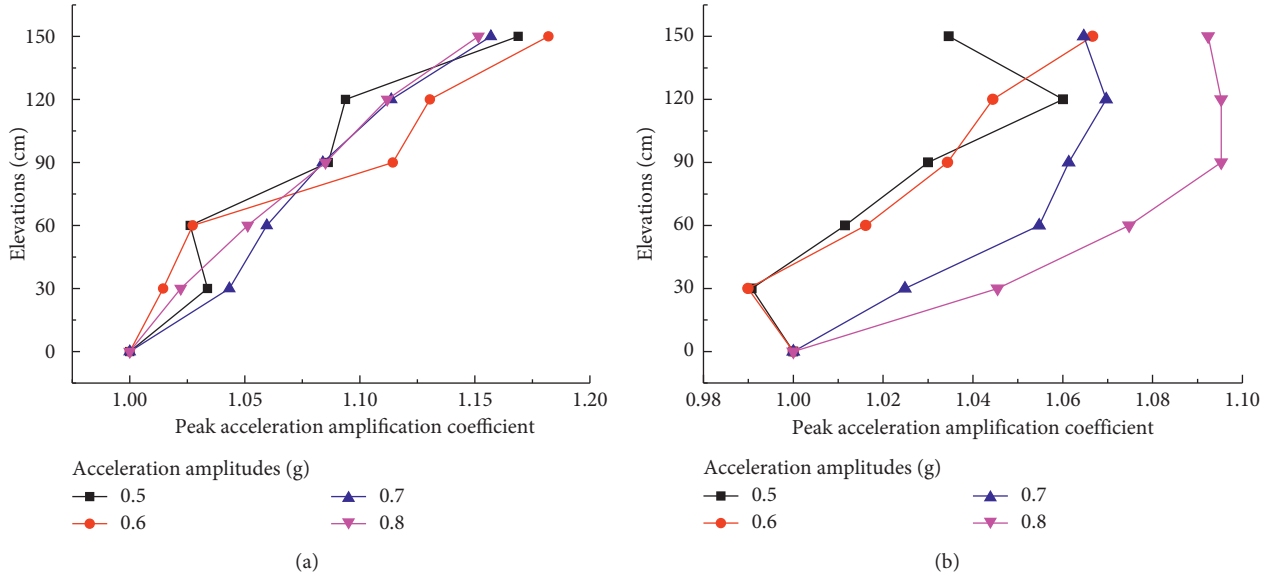 150
120
90
60
30
0
Elevations (cm)
1.00 1.05 1.10 1.15 1.20
Peak acceleration amplification coefficient
Acceleration amplitudes (g)
0.5 0.7
0.6 0.8
(a)
150
120
90
60
30
0
Elevations (cm)
0.98 1.00 1.02 1.04 1.06 1.08 1.10
Peak acceleration amplification coefficient
Acceleration amplitudes (g)
0.5 0.7
0.6 0.8
(b)